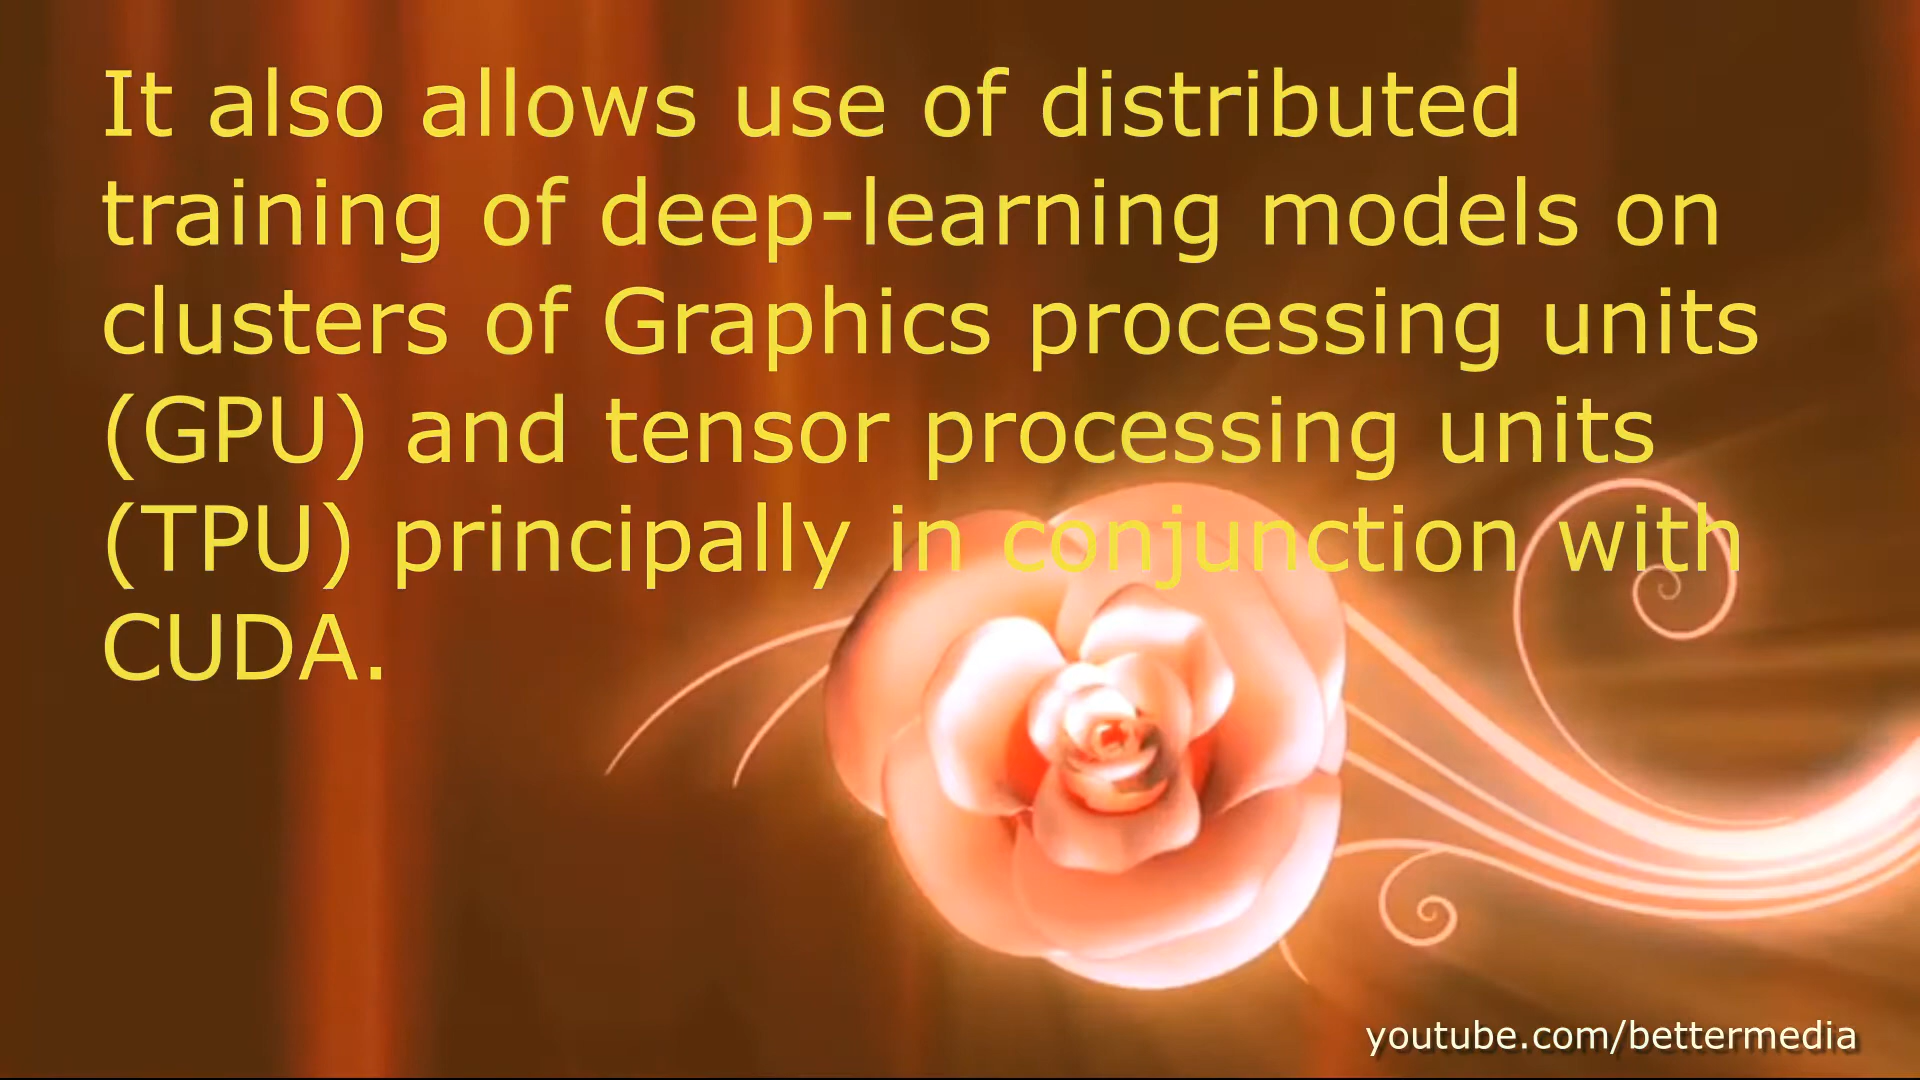 It also allows use of distributed
training of deep-learning models on
clusters of Graphics processing units
(GPU) and tensor processing units
(TPU) principally in conjunction with
CUDA.
youtube.com/bettermedia